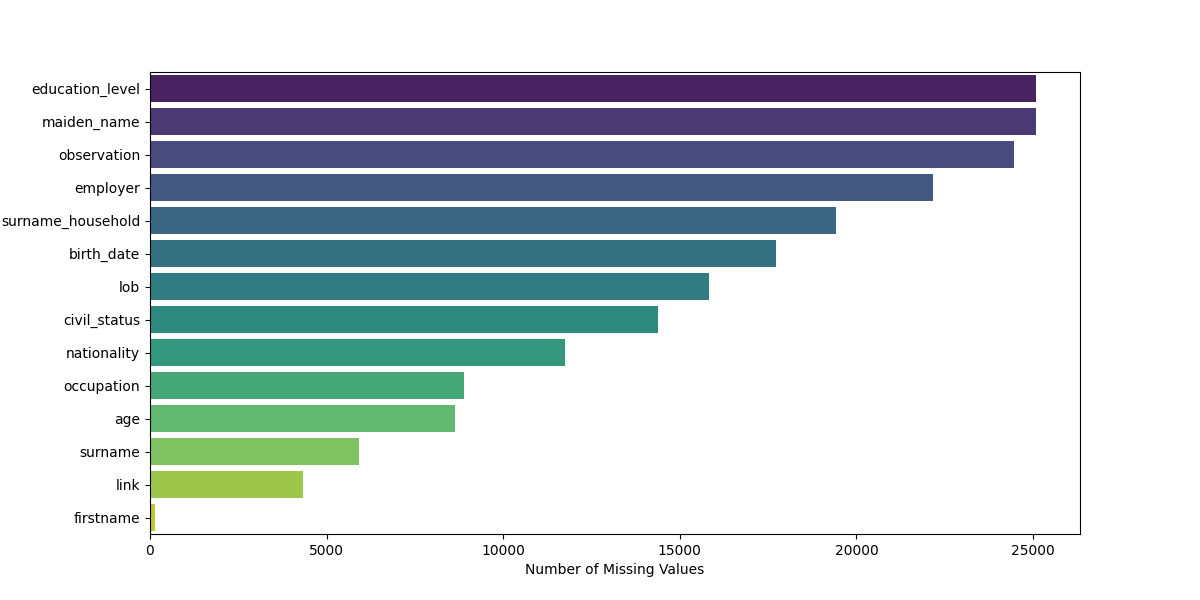 education_level
maiden_name
observation
employer
surname_household
birth_date
lob
civil_status
nationality
occupation
age
surname
link
firstname
0 5000 10000 15000 20000 25000
Number of Missing Values